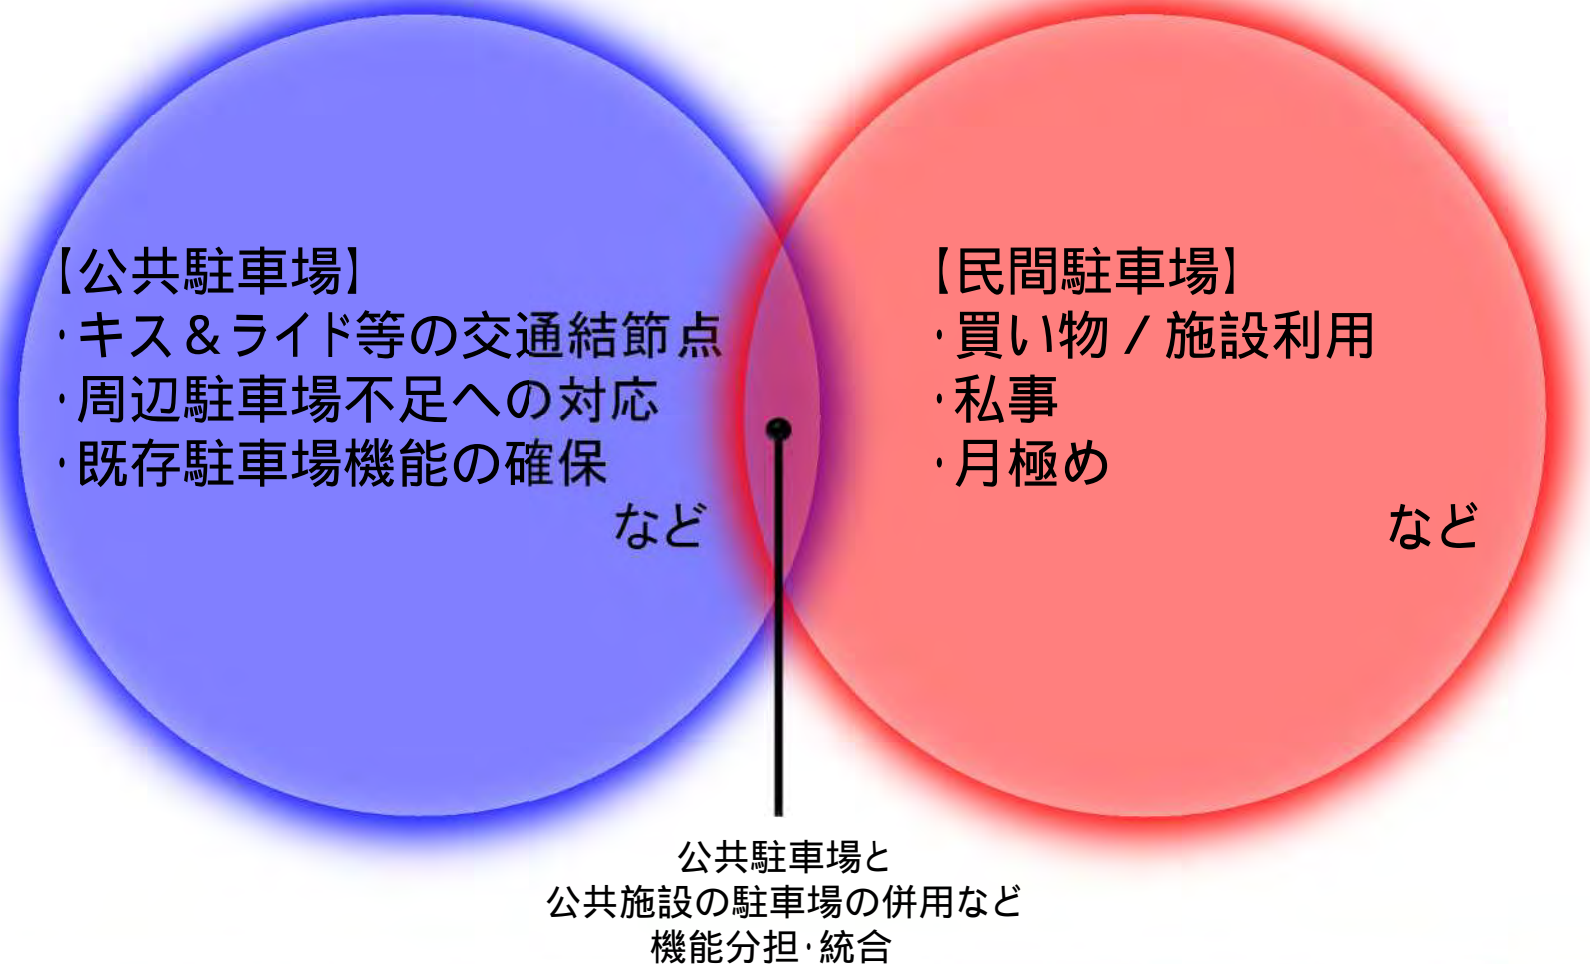 【公共駐車場】
・キス＆ライド等の交通結節点
・周辺駐車場不足への対応
・既存駐車場機能の確保
など
【民間駐車場】
・買い物／施設利用
・私事
・月極め
など
公共駐車場と
公共施設の駐車場の併用など
機能分担・統合